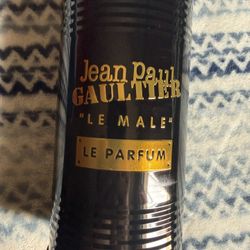 Jean Paul
GAULTIER
"LE MALE"
LE PARFUM